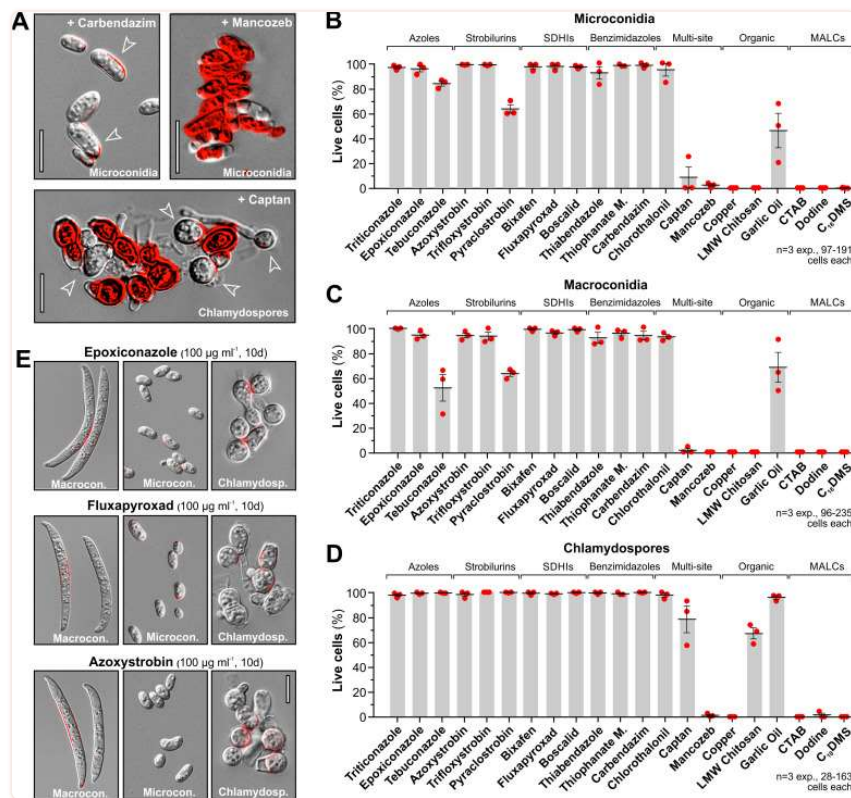 A
+ Carbendazim
Microconidia
+ Mancozeb
Microconidia
+ Captan
Chlamydospores
B
Microconidia
Azoles
Strobilurins
SDHIs
Benzimidazoles
Multi-site
Organic
MALCs
Live cells (%)
120
100
80
60
40
20
0
Triticonazole
Epoxiconazole
Tebuconazole
Azoxystrobin
Trifloxystrobin
Pyraclostrobin
Bixafen
Fluxapyroxad
Boscalid
Thiabendazole
Thiophanate M.
Carbendazim
Chlorothalonil
Captan
Mancozeb
Copper
LMW Chitosan
Garlic Oil
CTAB
Dodine
C₁₈DMS
n=3 exp., 97-191
cells each
C
Macroconidia
Azoles
Strobilurins
SDHIs
Benzimidazoles
Multi-site
Organic
MALCs
Live cells (%)
120
100
80
60
40
20
0
Triticonazole
Epoxiconazole
Tebuconazole
Azoxystrobin
Trifloxystrobin
Pyraclostrobin
Bixafen
Fluxapyroxad
Boscalid
Thiabendazole
Thiophanate M.
Carbendazim
Chlorothalonil
Captan
Mancozeb
Copper
LMW Chitosan
Garlic Oil
CTAB
Dodine
C₁₈DMS
n=3 exp., 96-235
cells each
D
Chlamydospores
Azoles
Strobilurins
SDHIs
Benzimidazoles
Multi-site
Organic
MALCs
Live cells (%)
120
100
80
60
40
20
0
Triticonazole
Epoxiconazole
Tebuconazole
Azoxystrobin
Trifloxystrobin
Pyraclostrobin
Bixafen
Fluxapyroxad
Boscalid
Thiabendazole
Thiophanate M.
Carbendazim
Chlorothalonil
Captan
Mancozeb
Copper
LMW Chitosan
Garlic Oil
CTAB
Dodine
C₁₈DMS
n=3 exp., 28-163
cells each
E
Epoxiconazole (100 µg ml⁻¹, 10d)
Macrocon.
Microcon.
Chlamydosp.
Fluxapyroxad (100 µg ml⁻¹, 10d)
Macrocon.
Microcon.
Chlamydosp.
Azoxystrobin (100 µg ml⁻¹, 10d)
Macrocon.
Microcon.
Chlamydosp.